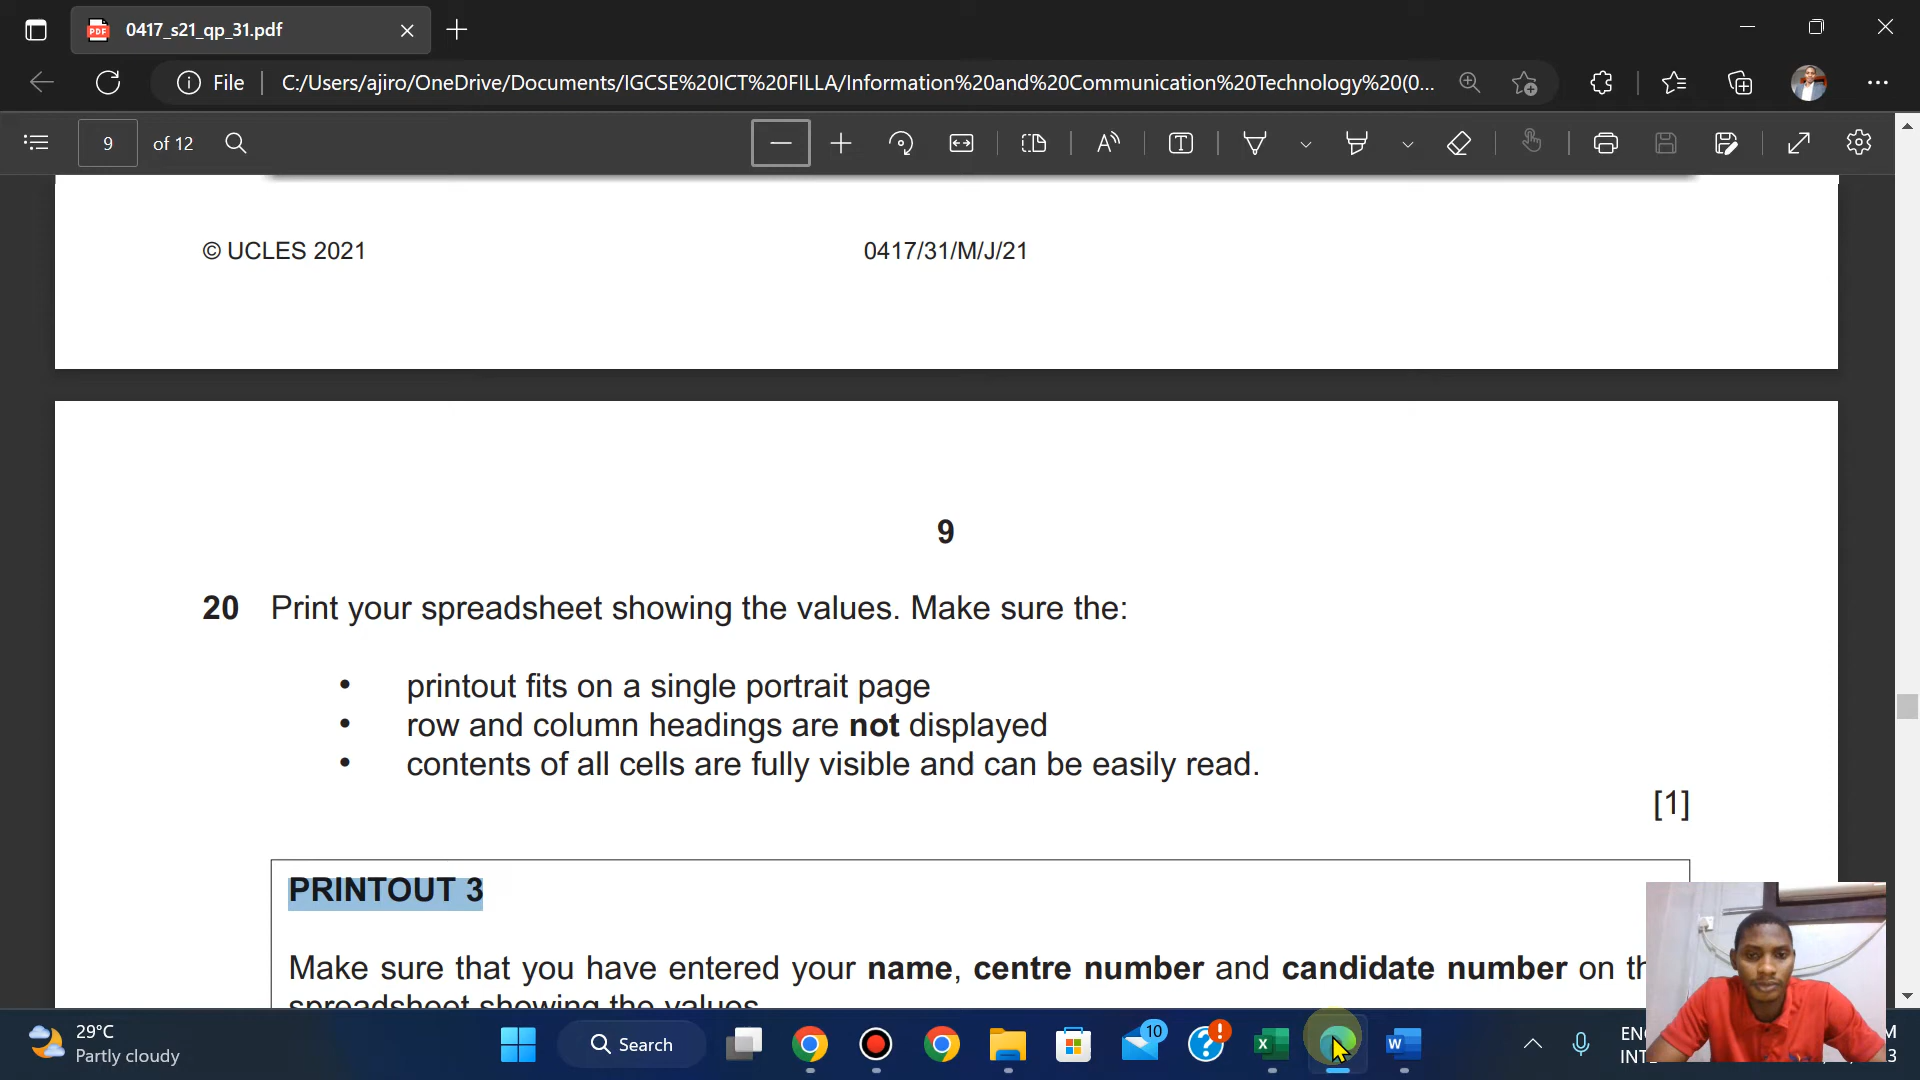 0417_s21_qp_31.pdf
File
C:/Users/ajiro/OneDrive/Documents/IGCSE%20ICT%20FILLA/Information%20and%20Communication%20Technology%20(0...
9 of 12
© UCLES 2021
0417/31/M/J/21
9
20 Print your spreadsheet showing the values. Make sure the:
• printout fits on a single portrait page
• row and column headings are not displayed
• contents of all cells are fully visible and can be easily read.
[1]
PRINTOUT 3
Make sure that you have entered your name, centre number and candidate number on
spreadsheet showing the values.
29°C
Partly cloudy
Search
10